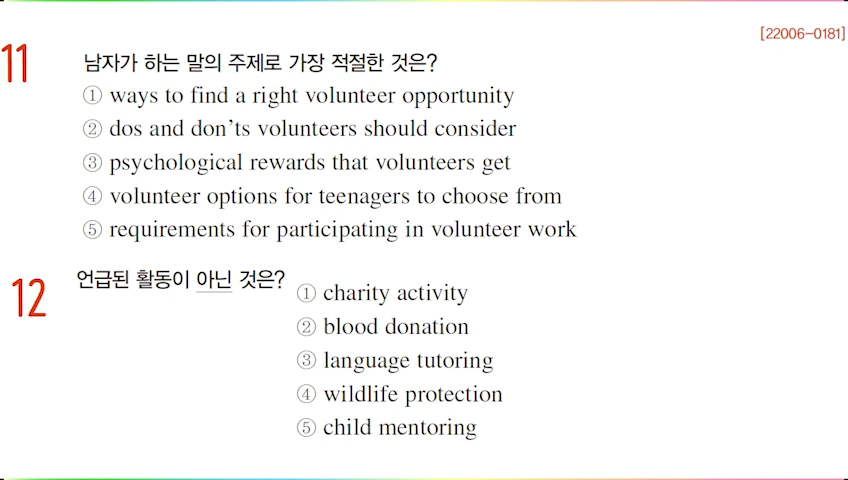 [22006-0181]
11 남자가 하는 말의 주제로 가장 적절한 것은?
① ways to find a right volunteer opportunity
② dos and don'ts volunteers should consider
③ psychological rewards that volunteers get
④ volunteer options for teenagers to choose from
⑤ requirements for participating in volunteer work
12 언급된 활동이 아닌 것은?
① charity activity
② blood donation
③ language tutoring
④ wildlife protection
⑤ child mentoring